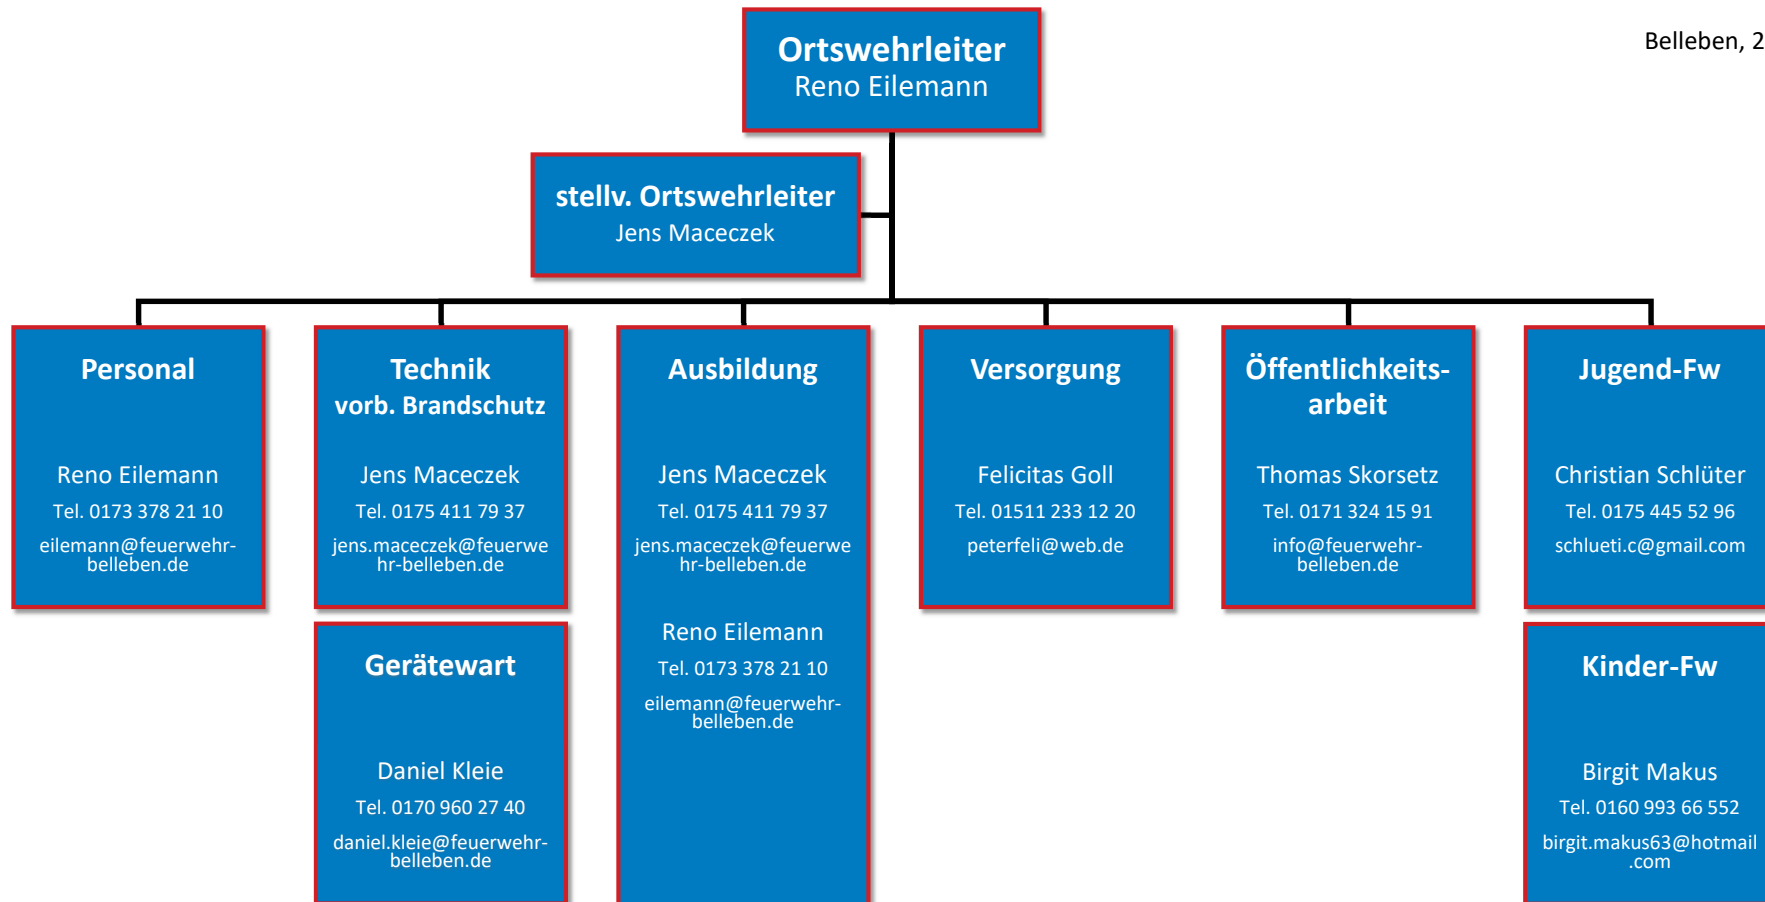 Belleben, 2
Ortswehrleiter
Reno Eilemann
stellv. Ortswehrleiter
Jens Maceczek
Personal
Reno Eilemann
Tel. 0173 378 21 10
eilemann@feuerwehr-
belleben.de
Technik
vorb. Brandschutz
Jens Maceczek
Tel. 0175 411 79 37
jens.maceczek@feuerwe
hr-belleben.de
Gerätewart
Daniel Kleie
Tel. 0170 960 27 40
daniel.kleie@feuerwehr-
belleben.de
Ausbildung
Jens Maceczek
Tel. 0175 411 79 37
jens.maceczek@feuerwe
hr-belleben.de
Reno Eilemann
Tel. 0173 378 21 10
eilemann@feuerwehr-
belleben.de
Versorgung
Felicitas Goll
Tel. 01511 233 12 20
peterfeli@web.de
Öffentlichkeits-
arbeit
Thomas Skorsetz
Tel. 0171 324 15 91
info@feuerwehr-
belleben.de
Jugend-Fw
Christian Schlüter
Tel. 0175 445 52 96
schlueti.c@gmail.com
Kinder-Fw
Birgit Makus
Tel. 0160 993 66 552
birgit.makus63@hotmail
.com